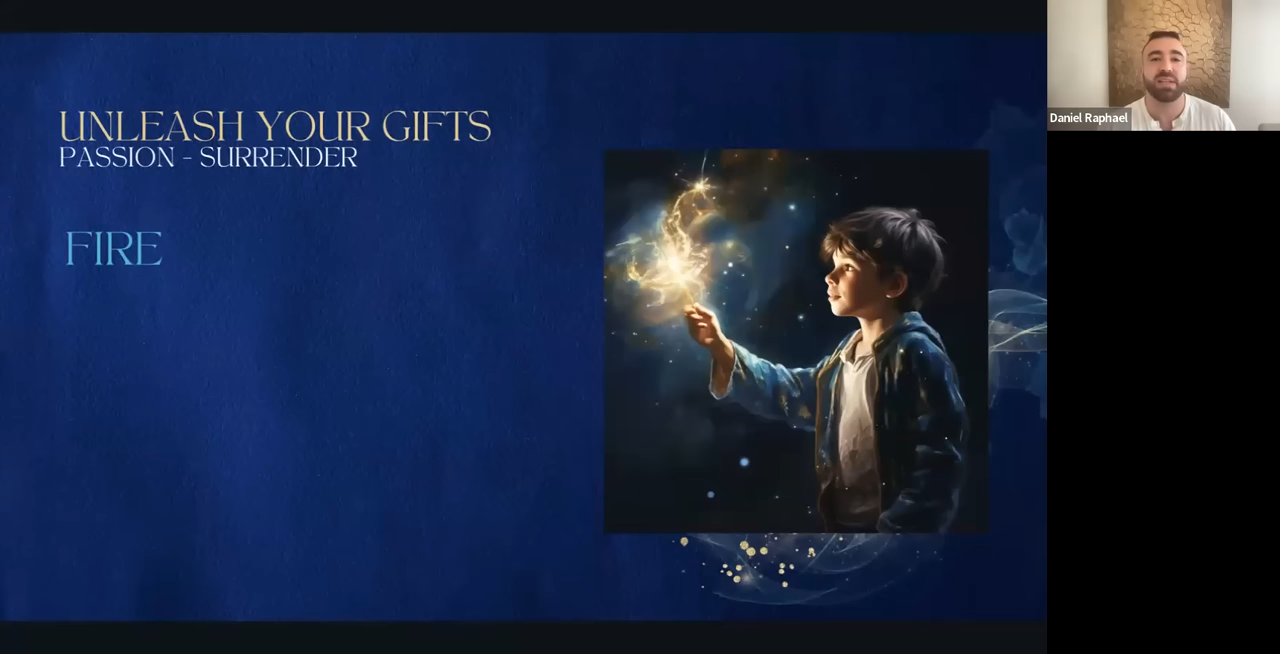 UNLEASH YOUR GIFTS
PASSION - SURRENDER
FIRE
Daniel Raphael